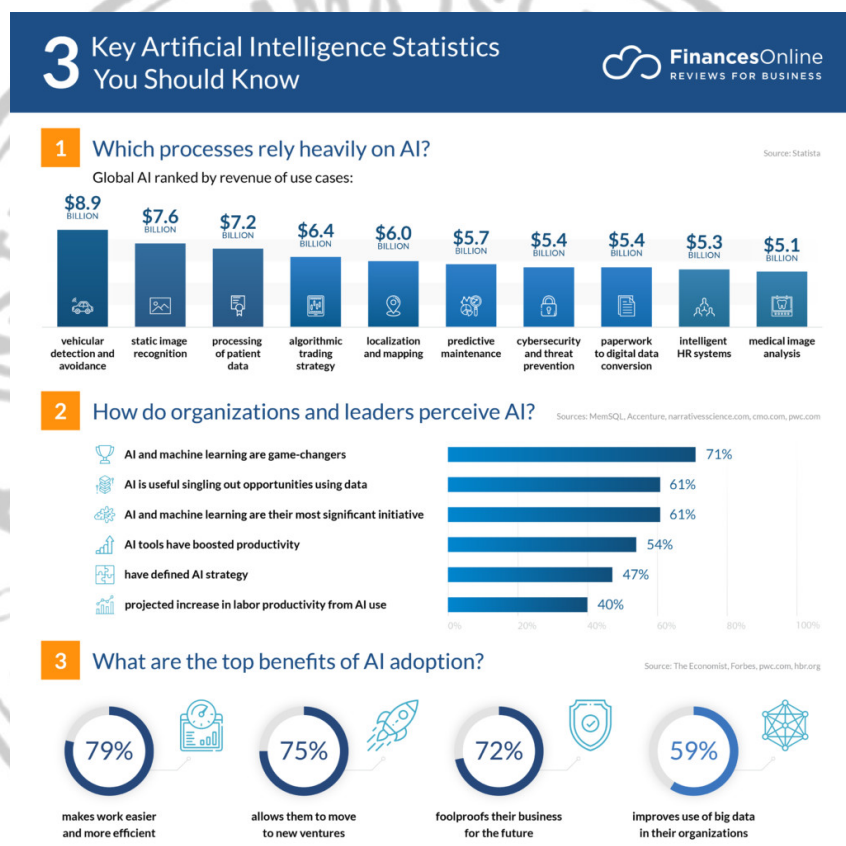 3 Key Artificial Intelligence Statistics
You Should Know
FinancesOnline
REVIEWS FOR BUSINESS
1 Which processes rely heavily on AI?
Source: Statista
Global AI ranked by revenue of use cases:
$8.9
BILLION
$7.6
BILLION
$7.2
BILLION
$6.4
BILLION
$6.0
BILLION
$5.7
BILLION
$5.4
BILLION
$5.4
BILLION
$5.3
BILLION
$5.1
BILLION
vehicular
detection and
avoidance
static image
recognition
processing
of patient
data
algorithmic
trading
strategy
localization
and mapping
predictive
maintenance
cybersecurity
and threat
prevention
paperwork
to digital data
conversion
intelligent
HR systems
medical image
analysis
2 How do organizations and leaders perceive AI?
Sources: MemSQL, Accenture, narrativesscience.com, cmo.com, pwc.com
AI and machine learning are game-changers 71%
AI is useful singling out opportunities using data 61%
AI and machine learning are their most significant initiative 61%
AI tools have boosted productivity 54%
have defined AI strategy 47%
projected increase in labor productivity from AI use 40%
0% 20% 40% 60% 80% 100%
3 What are the top benefits of AI adoption?
Source: The Economist, Forbes, pwc.com, hbr.org
79%
makes work easier
and more efficient
75%
allows them to move
to new ventures
72%
foolproofs their business
for the future
59%
improves use of big data
in their organizations